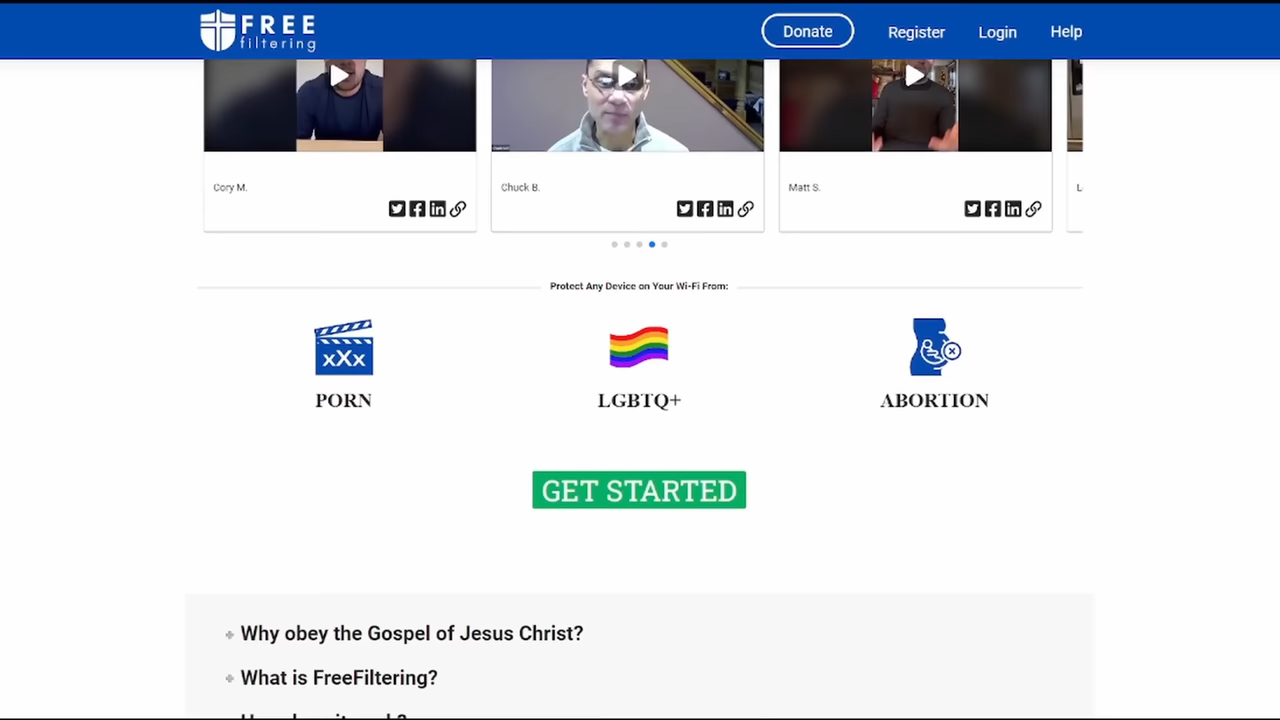 FREE
filtering
Donate
Register
Login
Help
Cory M.
Chuck B.
Matt S.
L
Protect Any Device on Your Wi-Fi From:
xXx
PORN
LGBTQ+
ABORTION
GET STARTED
Why obey the Gospel of Jesus Christ?
What is FreeFiltering?